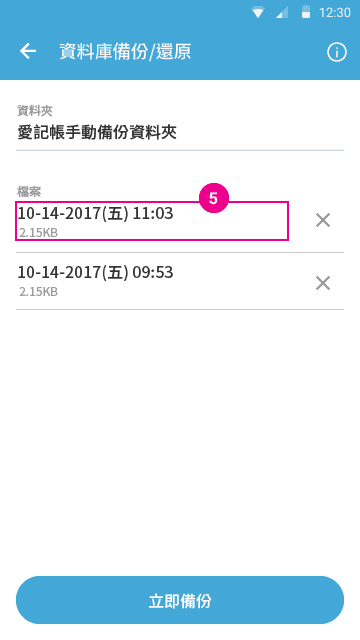 12:30
資料庫備份/還原
資料夾
愛記帳手動備份資料夾
檔案
5
10-14-2017(五) 11:03
2.15KB
10-14-2017(五) 09:53
2.15KB
立即備份